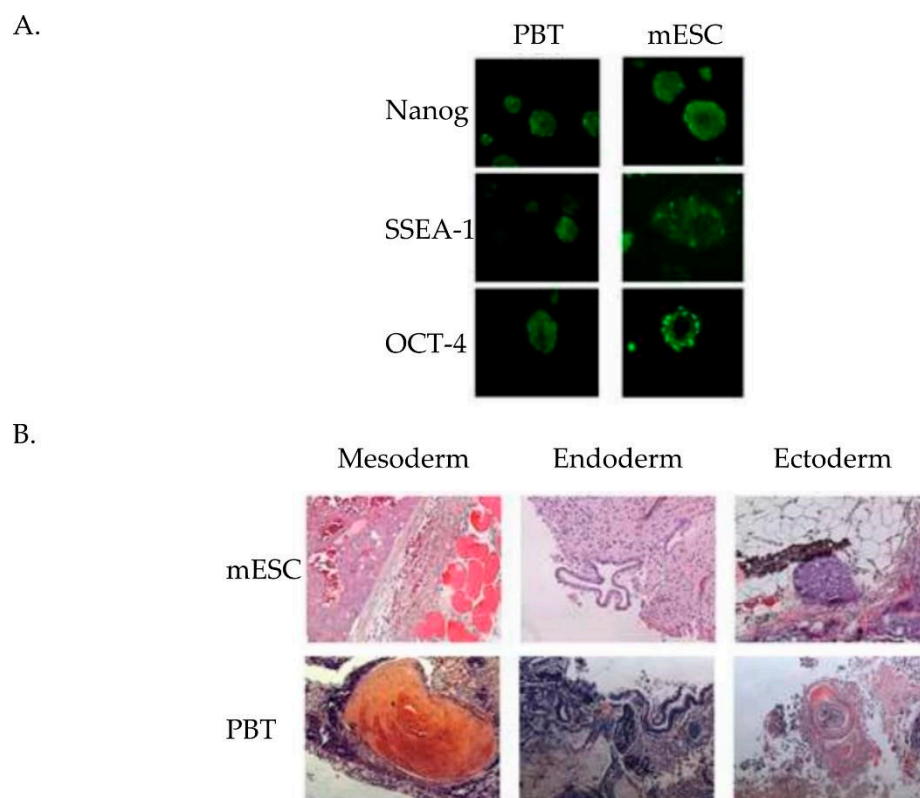 A.
PBT mESC
Nanog
SSEA-1
OCT-4
B.
Mesoderm Endoderm Ectoderm
mESC
PBT